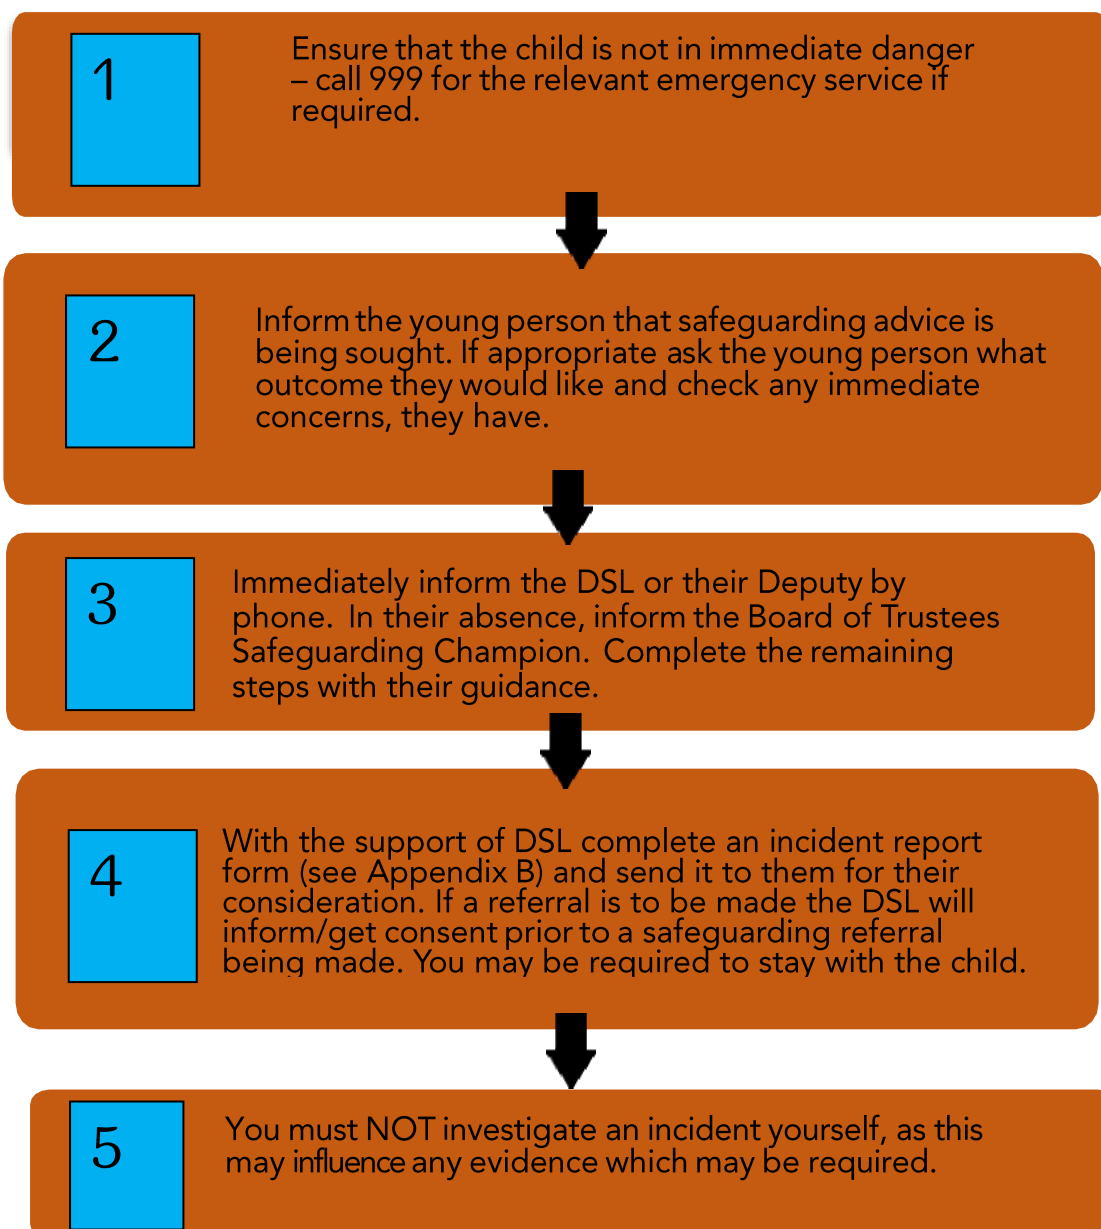 1
Ensure that the child is not in immediate danger
– call 999 for the relevant emergency service if
required.
2
Inform the young person that safeguarding advice is
being sought. If appropriate ask the young person what
outcome they would like and check any immediate
concerns, they have.
3
Immediately inform the DSL or their Deputy by
phone. In their absence, inform the Board of Trustees
Safeguarding Champion. Complete the remaining
steps with their guidance.
4
With the support of DSL complete an incident report
form (see Appendix B) and send it to them for their
consideration. If a referral is to be made the DSL will
inform/get consent prior to a safeguarding referral
being made. You may be required to stay with the child.
5
You must NOT investigate an incident yourself, as this
may influence any evidence which may be required.